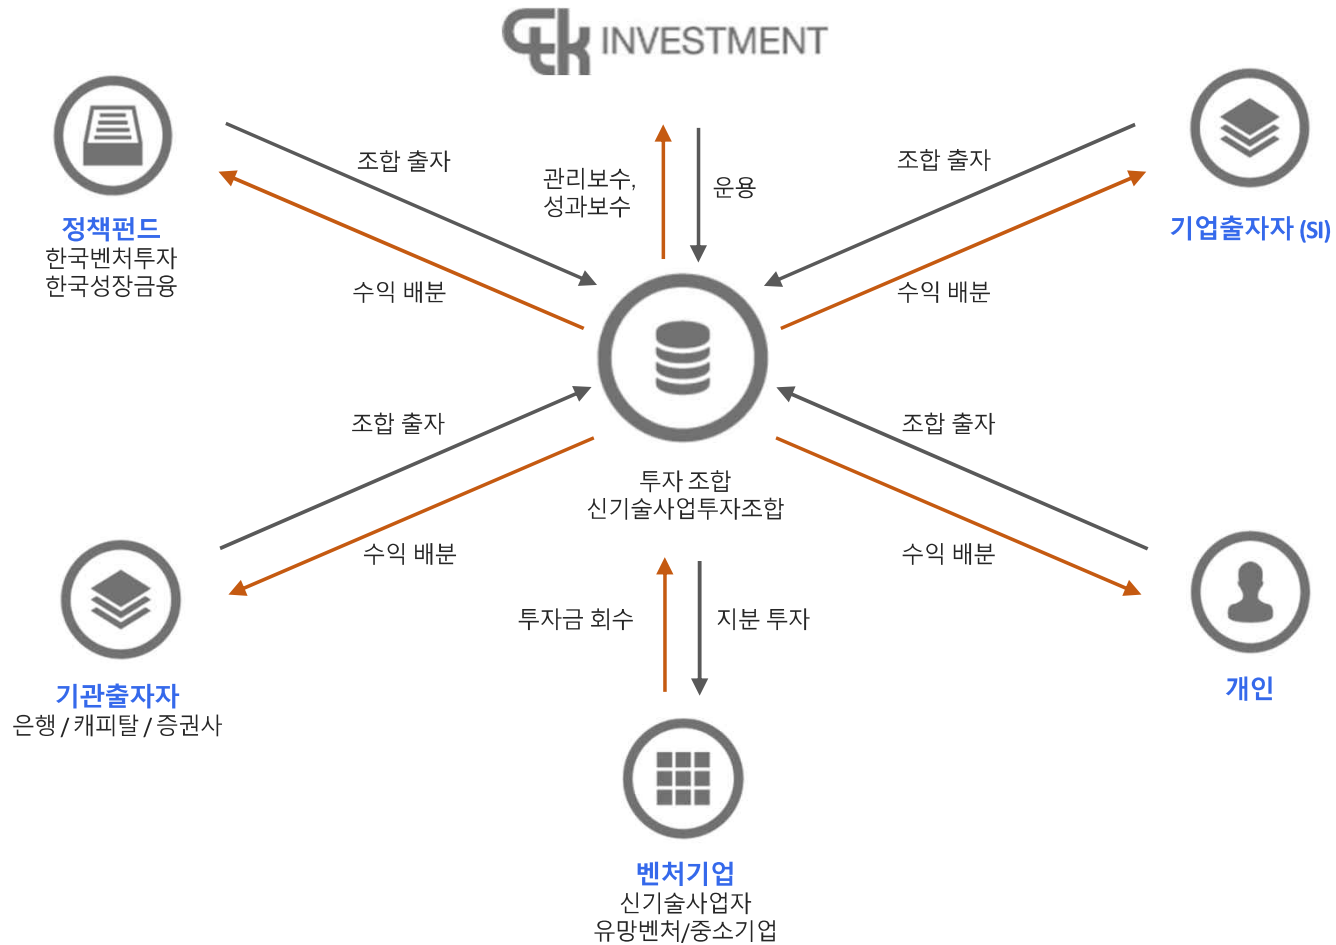 CTK INVESTMENT
조합 출자
관리보수,
성과보수
운용
조합 출자
정책펀드
한국벤처투자
한국성장금융
기업출자자 (SI)
수익 배분
수익 배분
조합 출자
조합 출자
투자 조합
신기술사업투자조합
수익 배분
수익 배분
투자금 회수
지분 투자
기관출자자
은행 / 캐피탈 / 증권사
개인
벤처기업
신기술사업자
유망벤처/중소기업